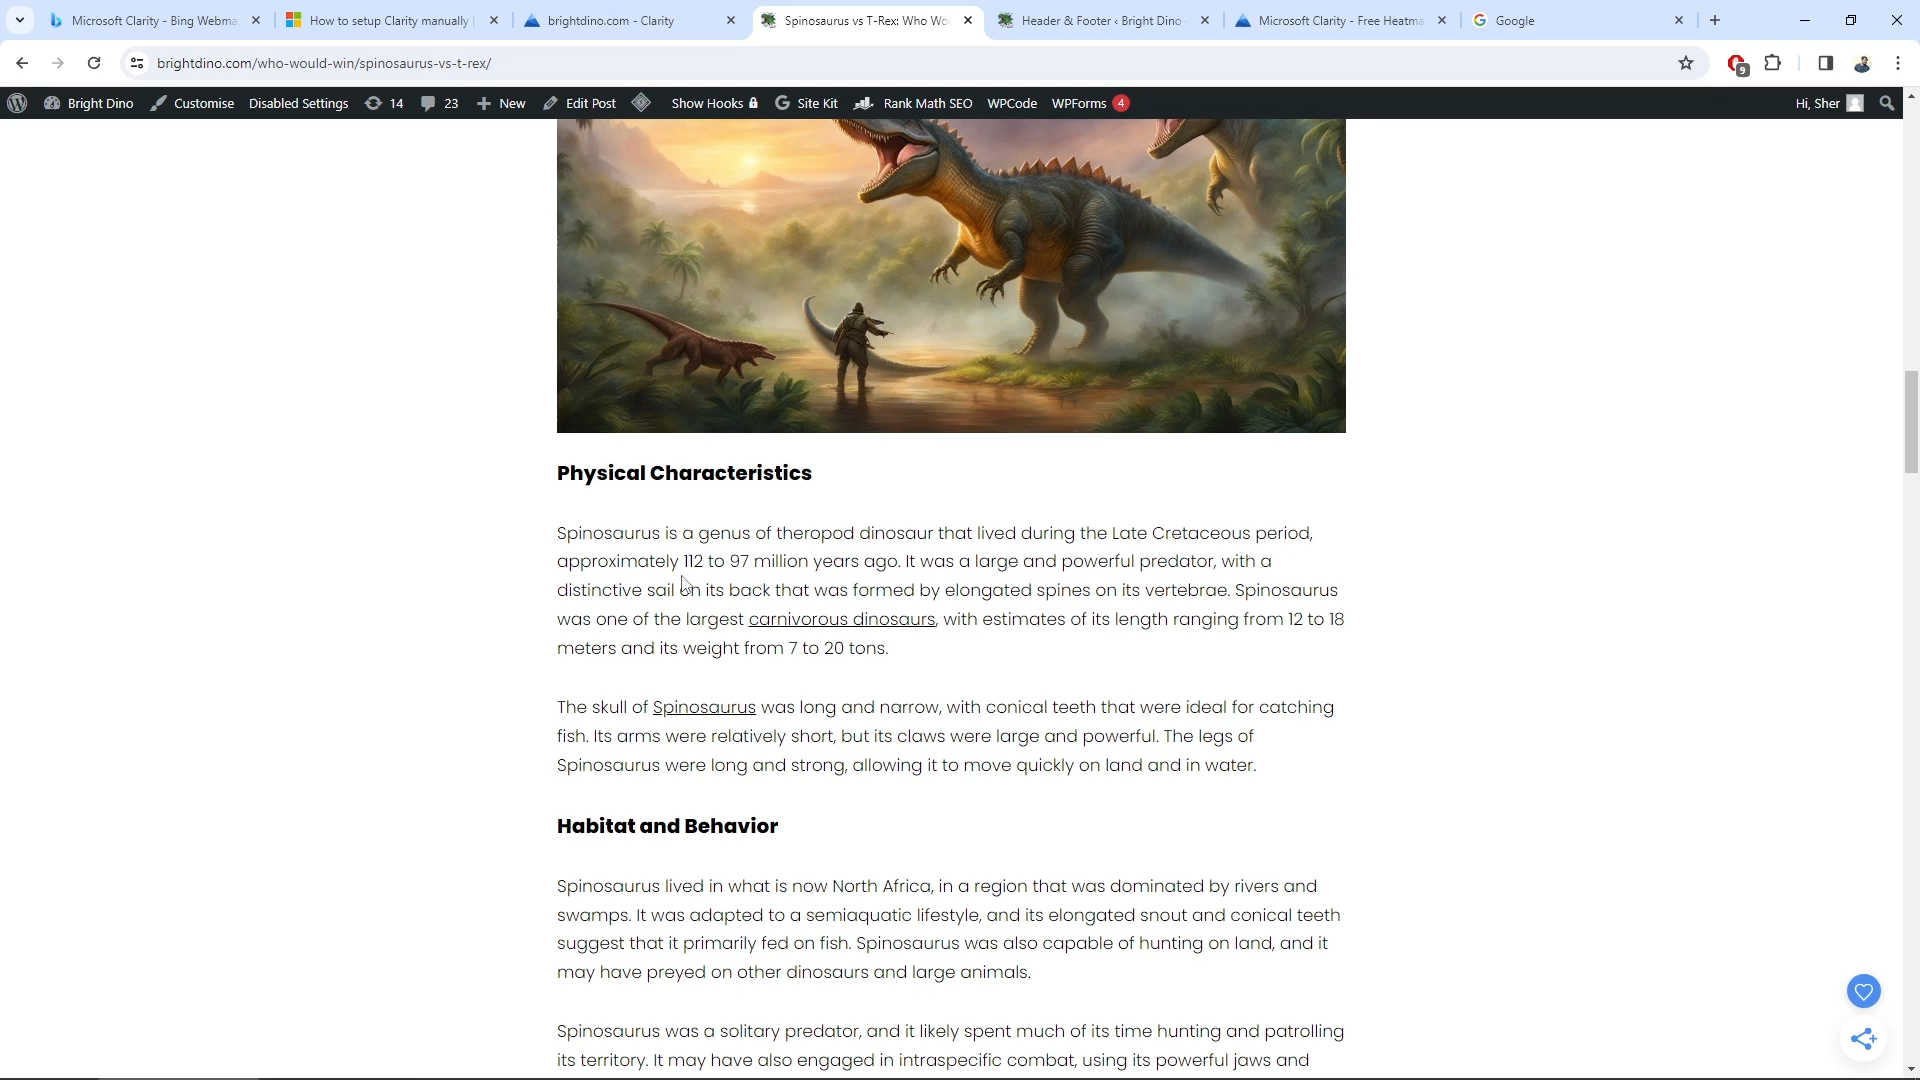 Microsoft Clarity - Bing Webma
How to setup Clarity manually
brightdino.com - Clarity
Spinosaurus vs T-Rex: Who Wo
Header & Footer ‹ Bright Dino
Microsoft Clarity - Free Heatma
Google
brightdino.com/who-would-win/spinosaurus-vs-t-rex/
9
Bright Dino
Customise
Disabled Settings
14
23
New
Edit Post
Show Hooks
Site Kit
Rank Math SEO
WPCode
WPForms 4
Hi, Sher
Physical Characteristics
Spinosaurus is a genus of theropod dinosaur that lived during the Late Cretaceous period,
approximately 112 to 97 million years ago. It was a large and powerful predator, with a
distinctive sail on its back that was formed by elongated spines on its vertebrae. Spinosaurus
was one of the largest carnivorous dinosaurs, with estimates of its length ranging from 12 to 18
meters and its weight from 7 to 20 tons.
The skull of Spinosaurus was long and narrow, with conical teeth that were ideal for catching
fish. Its arms were relatively short, but its claws were large and powerful. The legs of
Spinosaurus were long and strong, allowing it to move quickly on land and in water.
Habitat and Behavior
Spinosaurus lived in what is now North Africa, in a region that was dominated by rivers and
swamps. It was adapted to a semiaquatic lifestyle, and its elongated snout and conical teeth
suggest that it primarily fed on fish. Spinosaurus was also capable of hunting on land, and it
may have preyed on other dinosaurs and large animals.
Spinosaurus was a solitary predator, and it likely spent much of its time hunting and patrolling
its territory. It may have also engaged in intraspecific combat, using its powerful jaws and